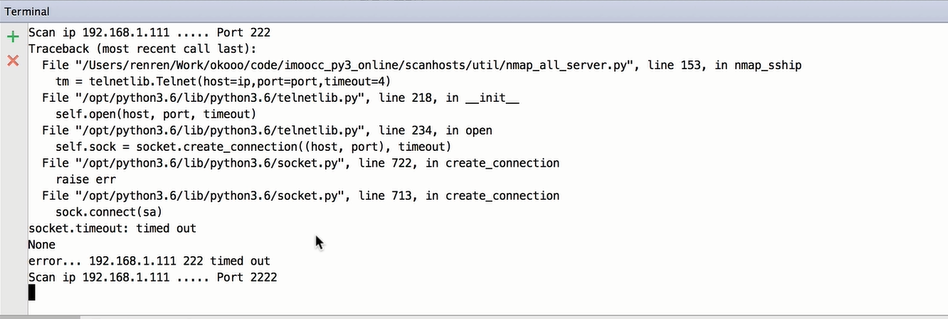 Terminal
Scan ip 192.168.1.111 ..... Port 222
Traceback (most recent call last):
  File "/Users/renren/Work/okooo/code/imoocc_py3_online/scanhosts/util/nmap_all_server.py", line 153, in nmap_sship
    tm = telnetlib.Telnet(host=ip,port=port,timeout=4)
  File "/opt/python3.6/lib/python3.6/telnetlib.py", line 218, in __init__
    self.open(host, port, timeout)
  File "/opt/python3.6/lib/python3.6/telnetlib.py", line 234, in open
    self.sock = socket.create_connection((host, port), timeout)
  File "/opt/python3.6/lib/python3.6/socket.py", line 722, in create_connection
    raise err
  File "/opt/python3.6/lib/python3.6/socket.py", line 713, in create_connection
    sock.connect(sa)
socket.timeout: timed out
None
error... 192.168.1.111 222 timed out
Scan ip 192.168.1.111 ..... Port 2222